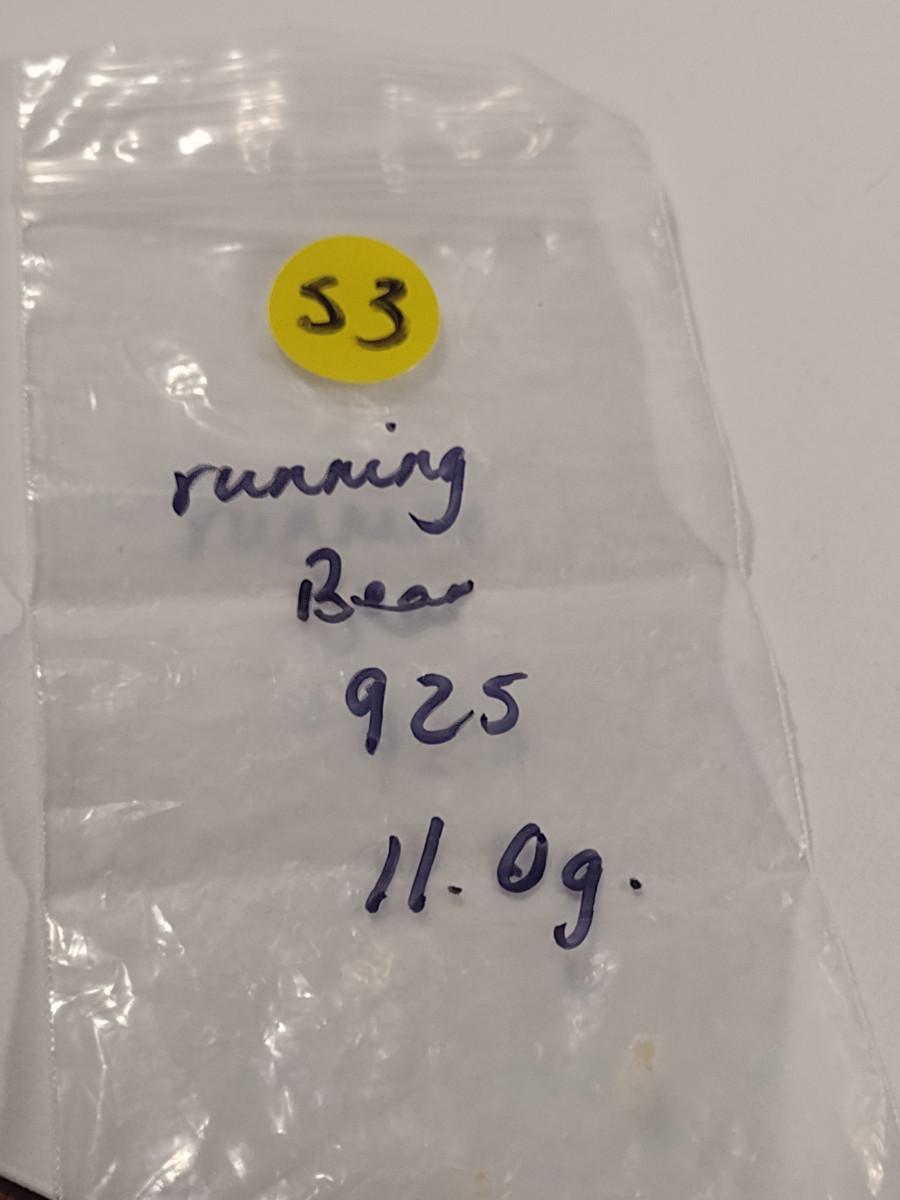 53
running
Bear
925
11.0g.